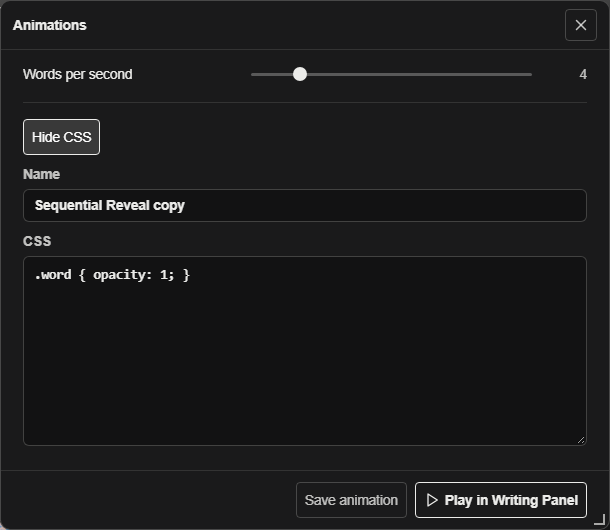 Animations
Words per second 4
Hide CSS
Name
Sequential Reveal copy
CSS
.word { opacity: 1; }
Save animation Play in Writing Panel